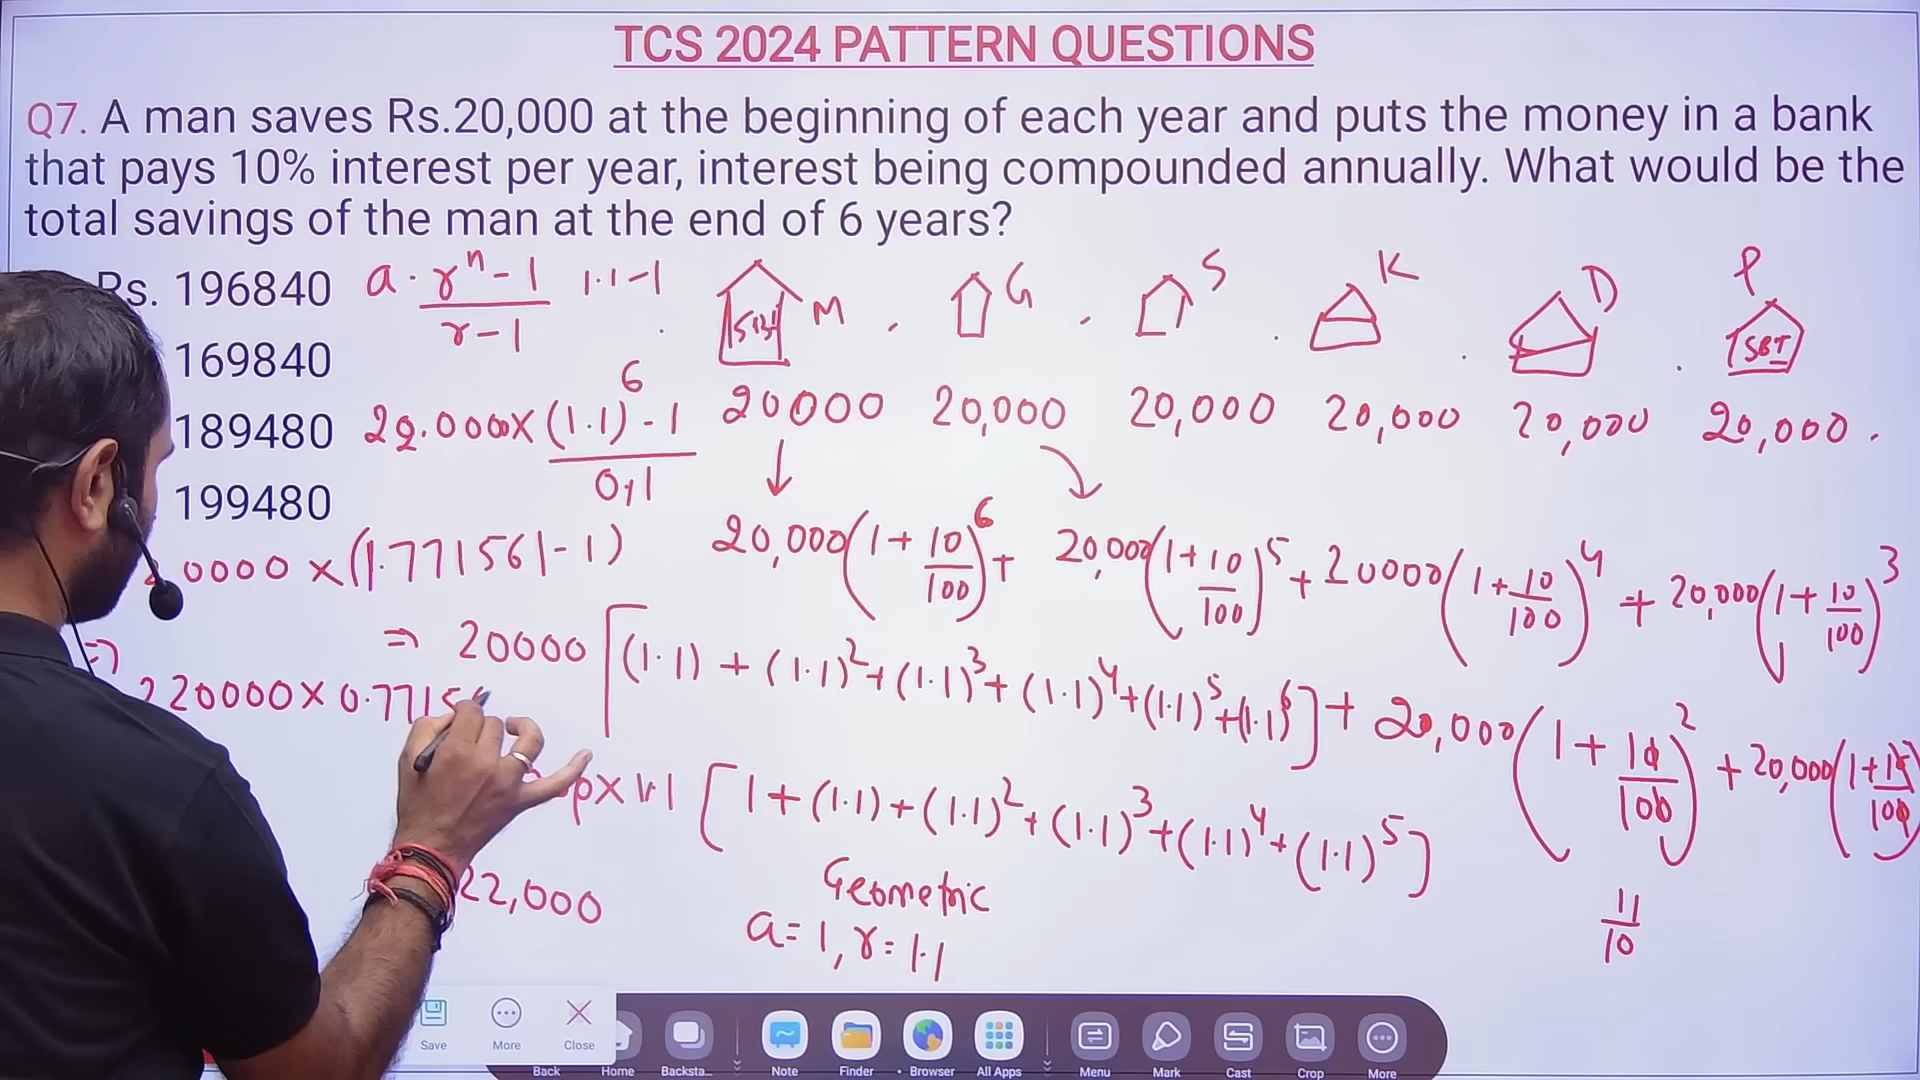 TCS 2024 PATTERN QUESTIONS
Q7. A man saves Rs.20,000 at the beginning of each year and puts the money in a bank
that pays 10% interest per year, interest being compounded annually. What would be the
total savings of the man at the end of 6 years?
Rs. 196840
169840
189480
199480
a · r^n - 1 / r - 1
1.1 - 1
M G S K D P
SBI SBI
20000 20,000 20,000 20,000 20,000 20,000 .
× (1.1)^6 - 1 / 0.1
20,000(1 + 10/100)^6 + 20,000(1 + 10/100)^5 + 20000(1 + 10/100)^4 + 20,000(1 + 10/100)^3
0000 × (1.771561 - 1)
⇒ 20000 [(1.1) + (1.1)^2 + (1.1)^3 + (1.1)^4 + (1.1)^5 + (1.1)^6] + 20,000(1 + 10/100)^2 + 20,000(1 + 10/100)
⇒
220000 × 0.7715
× 1.1 [1 + (1.1) + (1.1)^2 + (1.1)^3 + (1.1)^4 + (1.1)^5]
22,000
Geometric
a = 1, r = 1.1
11/10
Save More Close
Back Home Backsta... Note Finder Browser All Apps Menu Mark Cast Crop More